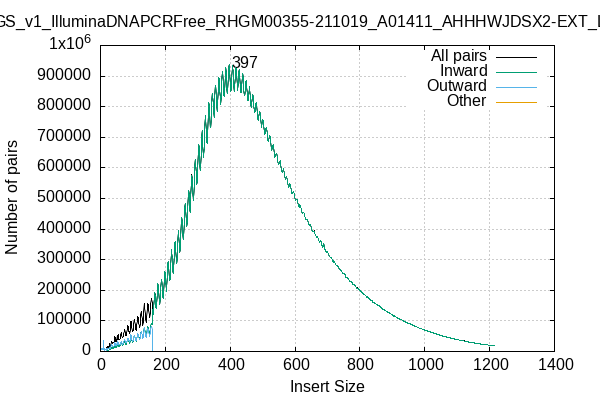 GS_v1_IlluminaDNAPCRFree_RHGM00355-211019_A01411_AHHHWJDSX2-EXT_L
1x10^6
900000
800000
700000
600000
500000
400000
300000
200000
100000
0
Number of pairs
397
All pairs
Inward
Outward
Other
0 200 400 600 800 1000 1200 1400
Insert Size